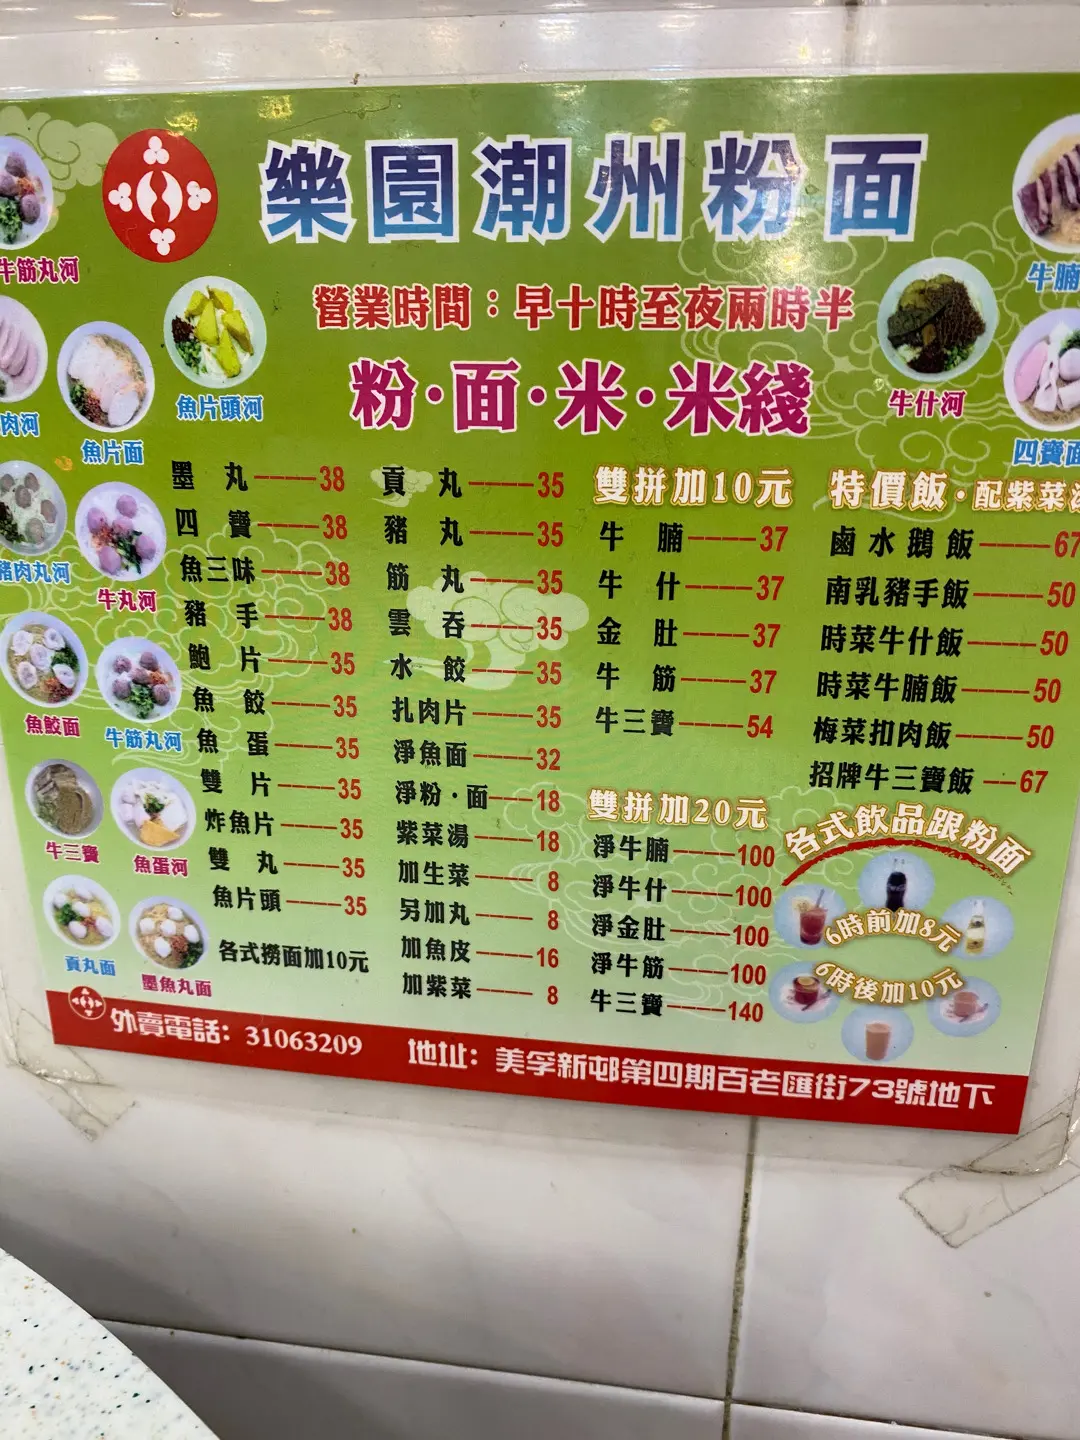 樂園潮州粉面
營業時間：早十時至夜兩時半
粉·面·米·米綫
牛筋丸河
肉河
魚片面
魚片頭河
豬肉丸河
牛丸河
魚餃面
牛筋丸河
牛三寶
魚蛋河
貢丸面
墨魚丸面
牛腩
牛什河
四寶面
墨丸——38
四寶——38
魚三味——38
豬手——38
鮑片——35
魚餃——35
魚蛋——35
雙片——35
炸魚片——35
雙丸——35
魚片頭——35
各式撈面加10元
貢丸——35
豬丸——35
筋丸——35
雲吞——35
水餃——35
扎肉片——35
淨魚面——32
淨粉·面——18
紫菜湯——18
加生菜——8
另加丸——8
加魚皮——16
加紫菜——8
雙拼加10元
牛腩——37
牛什——37
金肚——37
牛筋——37
牛三寶——54
雙拼加20元
淨牛腩——100
淨牛什——100
淨金肚——100
淨牛筋——100
牛三寶——140
特價飯·配紫菜湯
鹵水鵝飯——67
南乳豬手飯——50
時菜牛什飯——50
時菜牛腩飯——50
梅菜扣肉飯——50
招牌牛三寶飯——67
各式飲品跟粉面
6時前加8元
6時後加10元
外賣電話：31063209
地址：美孚新邨第四期百老匯街73號地下